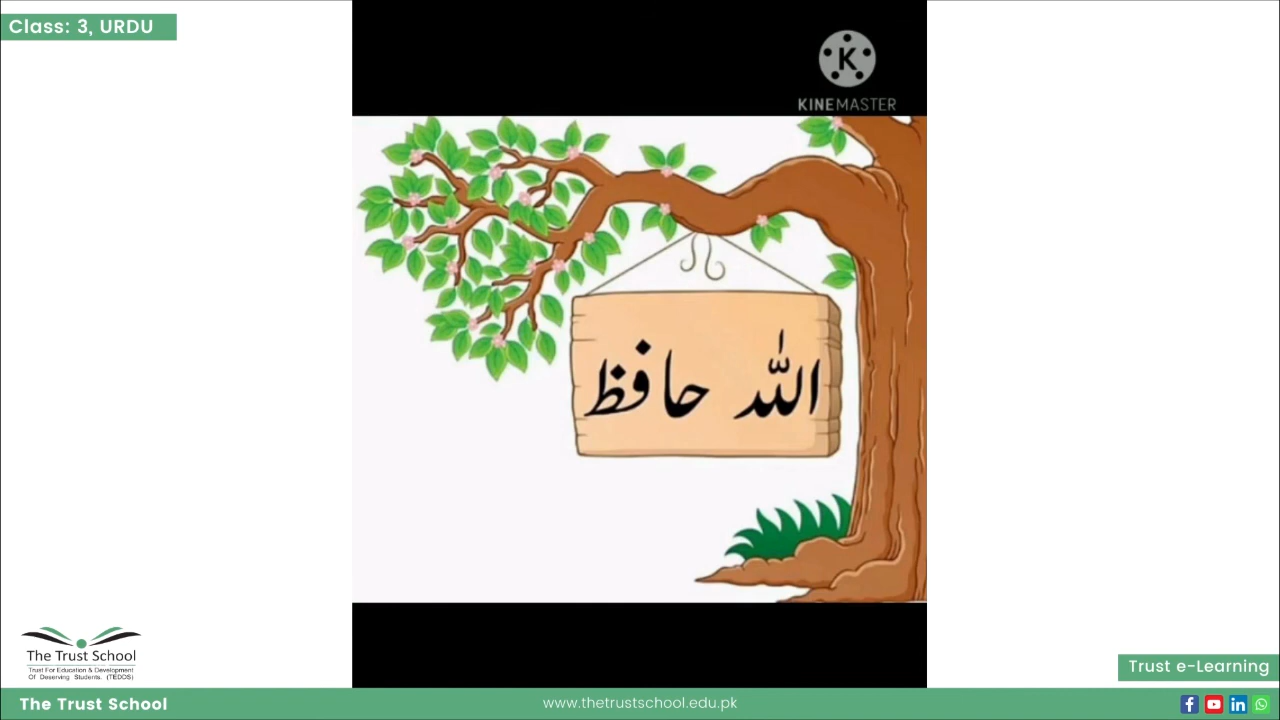 Class: 3, URDU
K
KINEMASTER
اللہ حافظ
The Trust School
Trust For Education & Development
Of Deserving Students. (TEDDS)
Trust e-Learning
The Trust School
www.thetrustschool.edu.pk